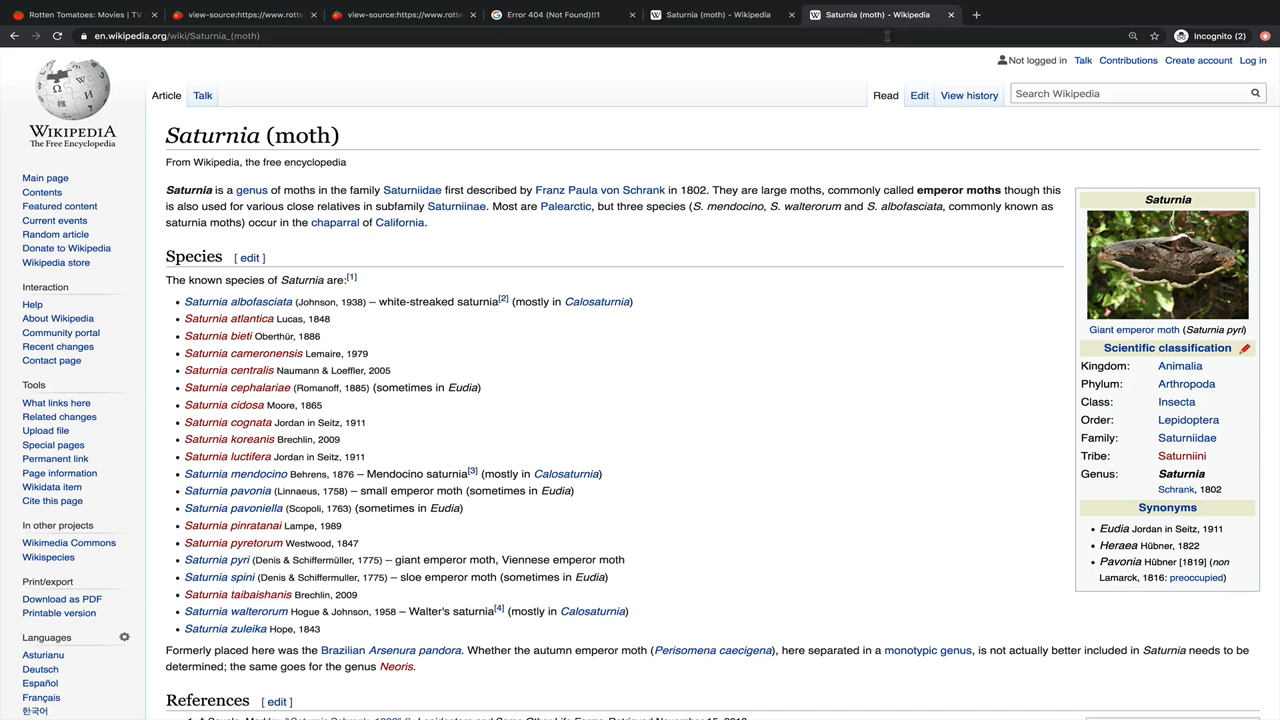 Rotten Tomatoes: Movies | TV
view-source:https://www.rotte
view-source:https://www.rotte
Error 404 (Not Found)!!1
Saturnia (moth) - Wikipedia
Saturnia (moth) - Wikipedia
en.wikipedia.org/wiki/Saturnia_(moth)
Incognito (2)
Not logged in Talk Contributions Create account Log in
Article Talk
Read Edit View history
Search Wikipedia
WIKIPEDIA
The Free Encyclopedia
Main page
Contents
Featured content
Current events
Random article
Donate to Wikipedia
Wikipedia store
Interaction
Help
About Wikipedia
Community portal
Recent changes
Contact page
Tools
What links here
Related changes
Upload file
Special pages
Permanent link
Page information
Wikidata item
Cite this page
In other projects
Wikimedia Commons
Wikispecies
Print/export
Download as PDF
Printable version
Languages
Asturianu
Deutsch
Español
Français
한국어
Saturnia (moth)
From Wikipedia, the free encyclopedia
Saturnia is a genus of moths in the family Saturniidae first described by Franz Paula von Schrank in 1802. They are large moths, commonly called emperor moths though this
is also used for various close relatives in subfamily Saturniinae. Most are Palearctic, but three species (S. mendocino, S. walterorum and S. albofasciata, commonly known as
saturnia moths) occur in the chaparral of California.
Species [ edit ]
The known species of Saturnia are:[1]
• Saturnia albofasciata (Johnson, 1938) – white-streaked saturnia[2] (mostly in Calosaturnia)
• Saturnia atlantica Lucas, 1848
• Saturnia bieti Oberthür, 1886
• Saturnia cameronensis Lemaire, 1979
• Saturnia centralis Naumann & Loeffler, 2005
• Saturnia cephalariae (Romanoff, 1885) (sometimes in Eudia)
• Saturnia cidosa Moore, 1865
• Saturnia cognata Jordan in Seitz, 1911
• Saturnia koreanis Brechlin, 2009
• Saturnia luctifera Jordan in Seitz, 1911
• Saturnia mendocino Behrens, 1876 – Mendocino saturnia[3] (mostly in Calosaturnia)
• Saturnia pavonia (Linnaeus, 1758) – small emperor moth (sometimes in Eudia)
• Saturnia pavoniella (Scopoli, 1763) (sometimes in Eudia)
• Saturnia pinratanai Lampe, 1989
• Saturnia pyretorum Westwood, 1847
• Saturnia pyri (Denis & Schiffermüller, 1775) – giant emperor moth, Viennese emperor moth
• Saturnia spini (Denis & Schiffermuller, 1775) – sloe emperor moth (sometimes in Eudia)
• Saturnia taibaishanis Brechlin, 2009
• Saturnia walterorum Hogue & Johnson, 1958 – Walter's saturnia[4] (mostly in Calosaturnia)
• Saturnia zuleika Hope, 1843
Formerly placed here was the Brazilian Arsenura pandora. Whether the autumn emperor moth (Perisomena caecigena), here separated in a monotypic genus, is not actually better included in Saturnia needs to be
determined; the same goes for the genus Neoris.
References [ edit ]
Saturnia
Giant emperor moth (Saturnia pyri)
Scientific classification
Kingdom: Animalia
Phylum: Arthropoda
Class: Insecta
Order: Lepidoptera
Family: Saturniidae
Tribe: Saturniini
Genus: Saturnia
Schrank, 1802
Synonyms
• Eudia Jordan in Seitz, 1911
• Heraea Hübner, 1822
• Pavonia Hübner [1819] (non
Lamarck, 1816: preoccupied)